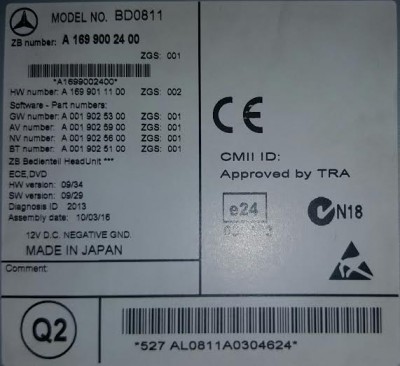 MODEL NO. BD0811
ZB number: A 169 900 24 00
ZGS: 001
*A1699002400*
HW number: A 169 901 11 00 ZGS: 002
Software - Part numbers:
GW number: A 001 902 53 00 ZGS: 001
AV number: A 001 902 59 00 ZGS: 001
NV number: A 001 902 56 00 ZGS: 001
BT number: A 001 902 51 00 ZGS: 001
ZB Bedienteil HeadUnit ***
ECE,DVD
HW version: 09/34
SW version: 09/29
Diagnosis ID 2013
Assembly date: 10/03/16
12V D.C. NEGATIVE GND.
MADE IN JAPAN
Comment:
CE
CMII ID:
Approved by TRA
e24
N18
Q2
*527 AL0811A0304624*